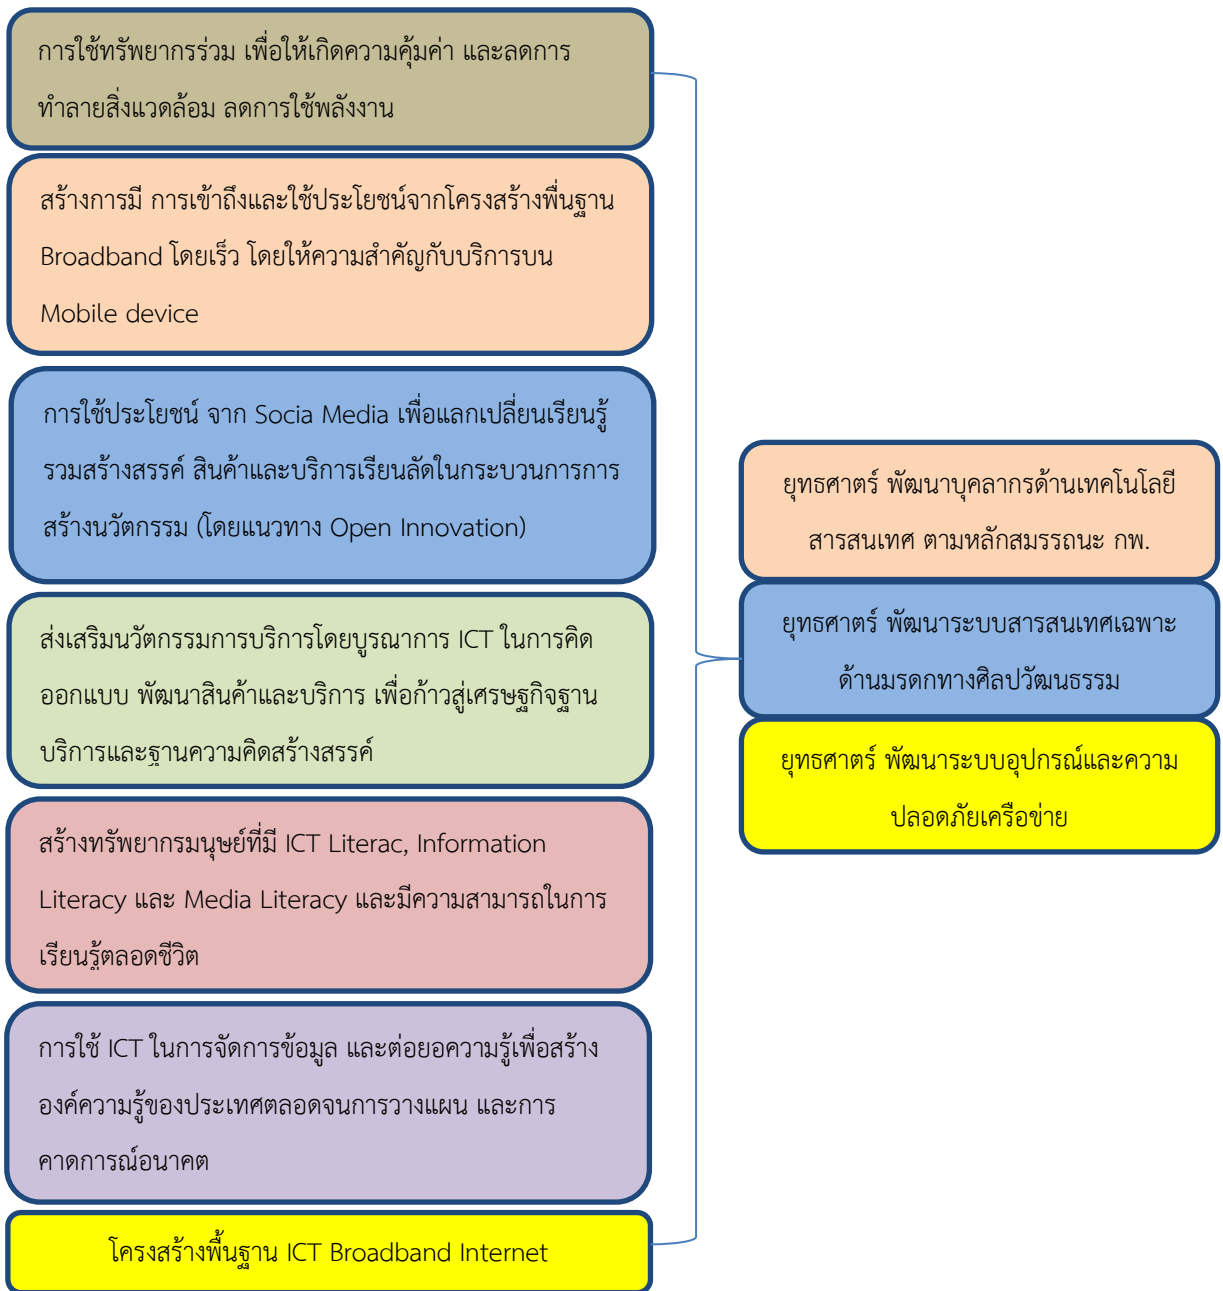 การใช้ทรัพยากรร่วม เพื่อให้เกิดความคุ้มค่า และลดการ
ทำลายสิ่งแวดล้อม ลดการใช้พลังงาน
สร้างการมี การเข้าถึงและใช้ประโยชน์จากโครงสร้างพื่นฐาน
Broadband โดยเร็ว โดยให้ความสำคัญกับบริการบน
Mobile device
การใช้ประโยชน์ จาก Socia Media เพื่อแลกเปลี่ยนเรียนรู้
รวมสร้างสรรค์ สินค้าและบริการเรียนลัดในกระบวนการการ
สร้างนวัตกรรม (โดยแนวทาง Open Innovation)
ส่งเสริมนวัตกรรมการบริการโดยบูรณาการ ICT ในการคิด
ออกแบบ พัฒนาสินค้าและบริการ เพื่อก้าวสู่เศรษฐกิจฐาน
บริการและฐานความคิดสร้างสรรค์
สร้างทรัพยากรมนุษย์ที่มี ICT Literac, Information
Literacy และ Media Literacy และมีความสามารถในการ
เรียนรู้ตลอดชีวิต
การใช้ ICT ในการจัดการข้อมูล และต่อยอความรู้เพื่อสร้าง
องค์ความรู้ของประเทศตลอดจนการวางแผน และการ
คาดการณ์อนาคต
โครงสร้างพื้นฐาน ICT Broadband Internet
ยุทธศาตร์ พัฒนาบุคลากรด้านเทคโนโลยี
สารสนเทศ ตามหลักสมรรถนะ กพ.
ยุทธศาตร์ พัฒนาระบบสารสนเทศเฉพาะ
ด้านมรดกทางศิลปวัฒนธรรม
ยุทธศาตร์ พัฒนาระบบอุปกรณ์และความ
ปลอดภัยเครือข่าย